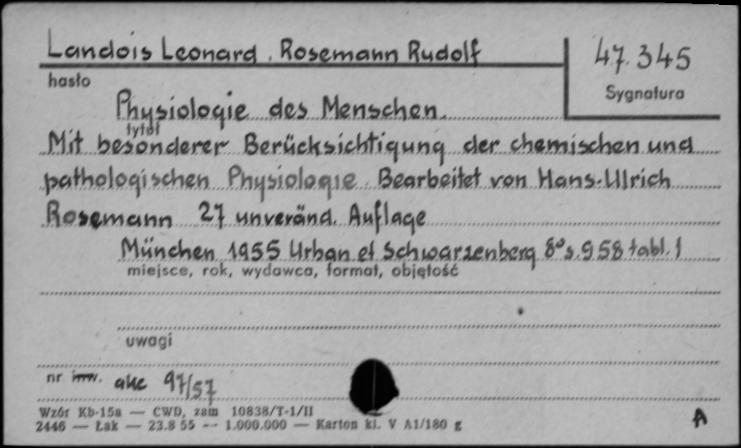 Landois Leonard, Rosemann Rudolf
47.345
hasło
Sygnatura
Physiologie des Menschen.
tytuł
Mit besonderer Berücksichtigung der chemischen und
pathologischen Physiologie. Bearbeitet von Hans-Ulrich
Rosemann 27 unveränd. Auflage
München 1955 Urban et Schwarzenberg 8° s. 958 tabl. 1
miejsce, rok, wydawca, format, objętość
uwagi
nr inw. akc 97/57
Wzór Kb-15a — CWD, zam 10838/T-1/II
2446 — Łak — 23.8 55 — 1.000.000 — Karton kl. V A1/180 g
A